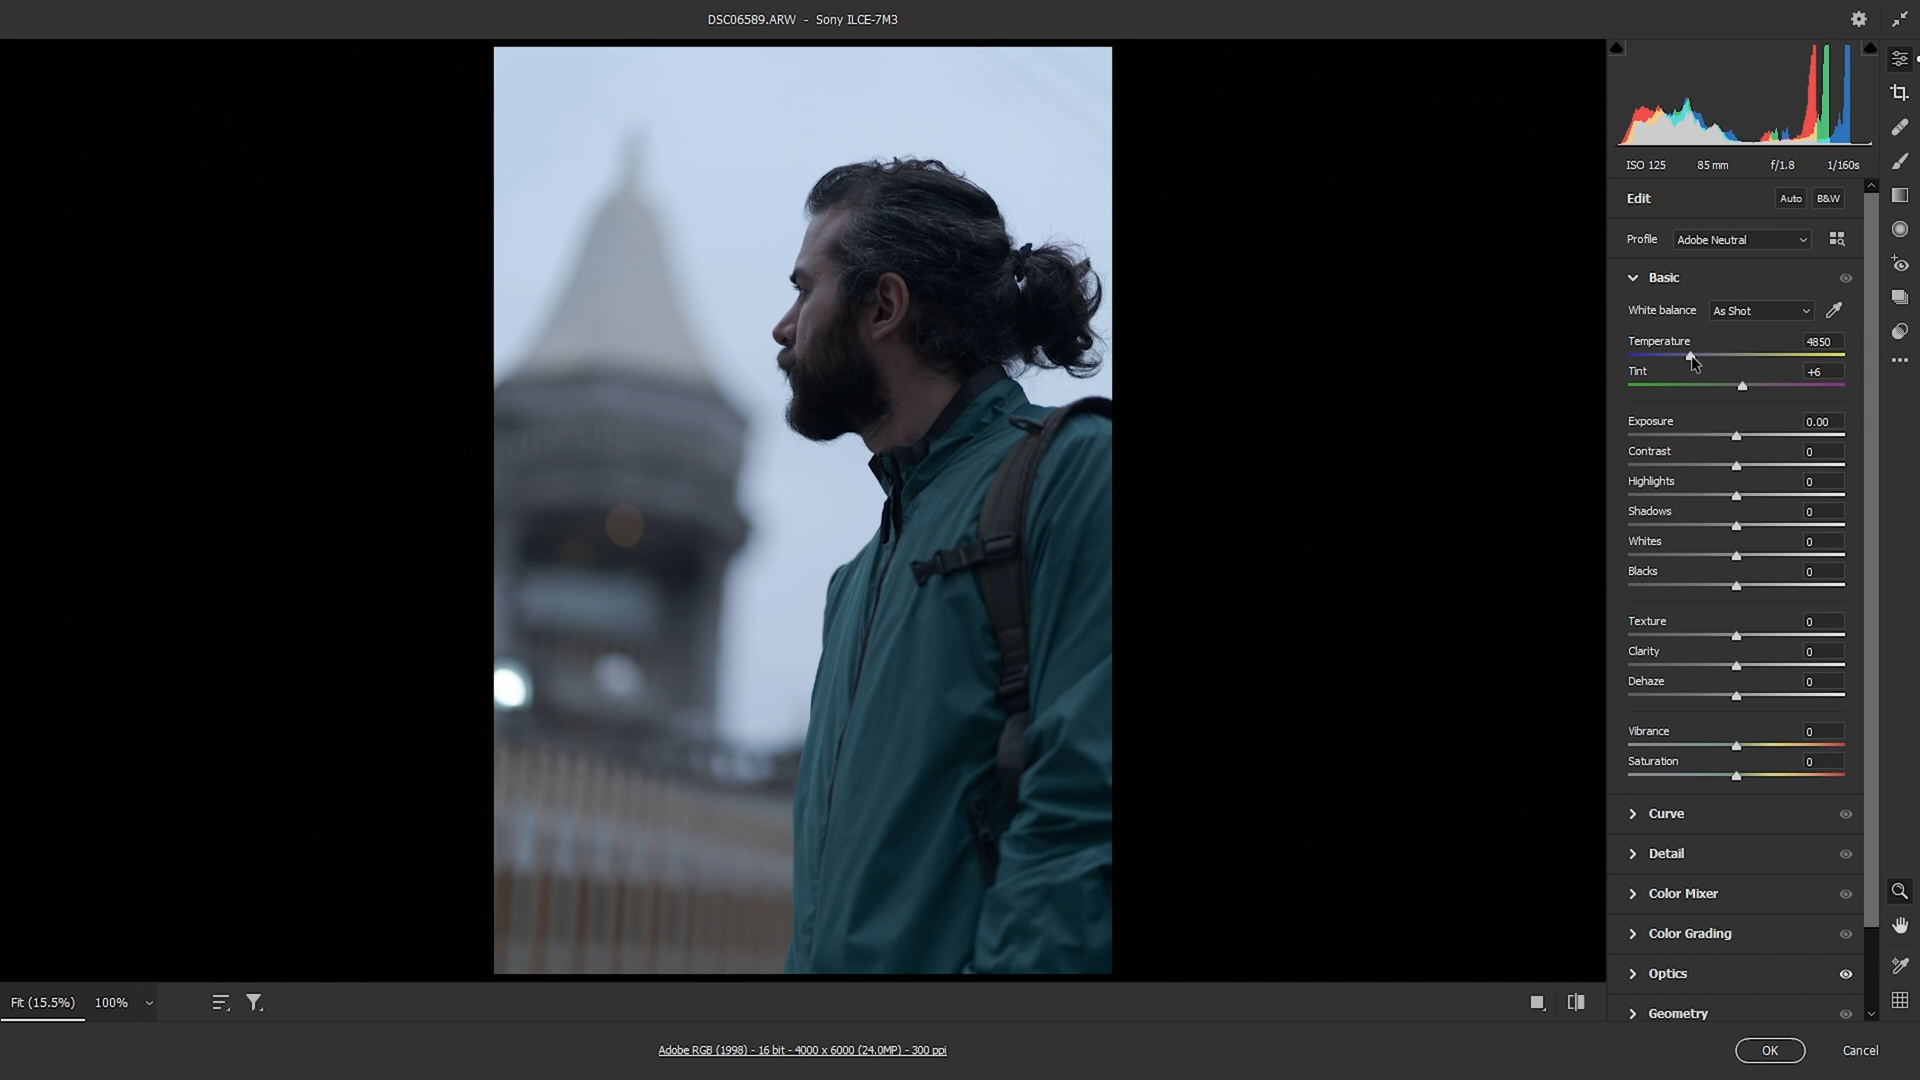 DSC06589.ARW - Sony ILCE-7M3
ISO 125 85 mm f/1.8 1/160s
Edit Auto B&W
Profile Adobe Neutral
Basic
White balance As Shot
Temperature 4850
Tint +6
Exposure 0.00
Contrast 0
Highlights 0
Shadows 0
Whites 0
Blacks 0
Texture 0
Clarity 0
Dehaze 0
Vibrance 0
Saturation 0
Curve
Detail
Color Mixer
Color Grading
Optics
Geometry
Fit (15.5%) 100%
Adobe RGB (1998) - 16 bit - 4000 x 6000 (24.0MP) - 300 ppi
OK Cancel